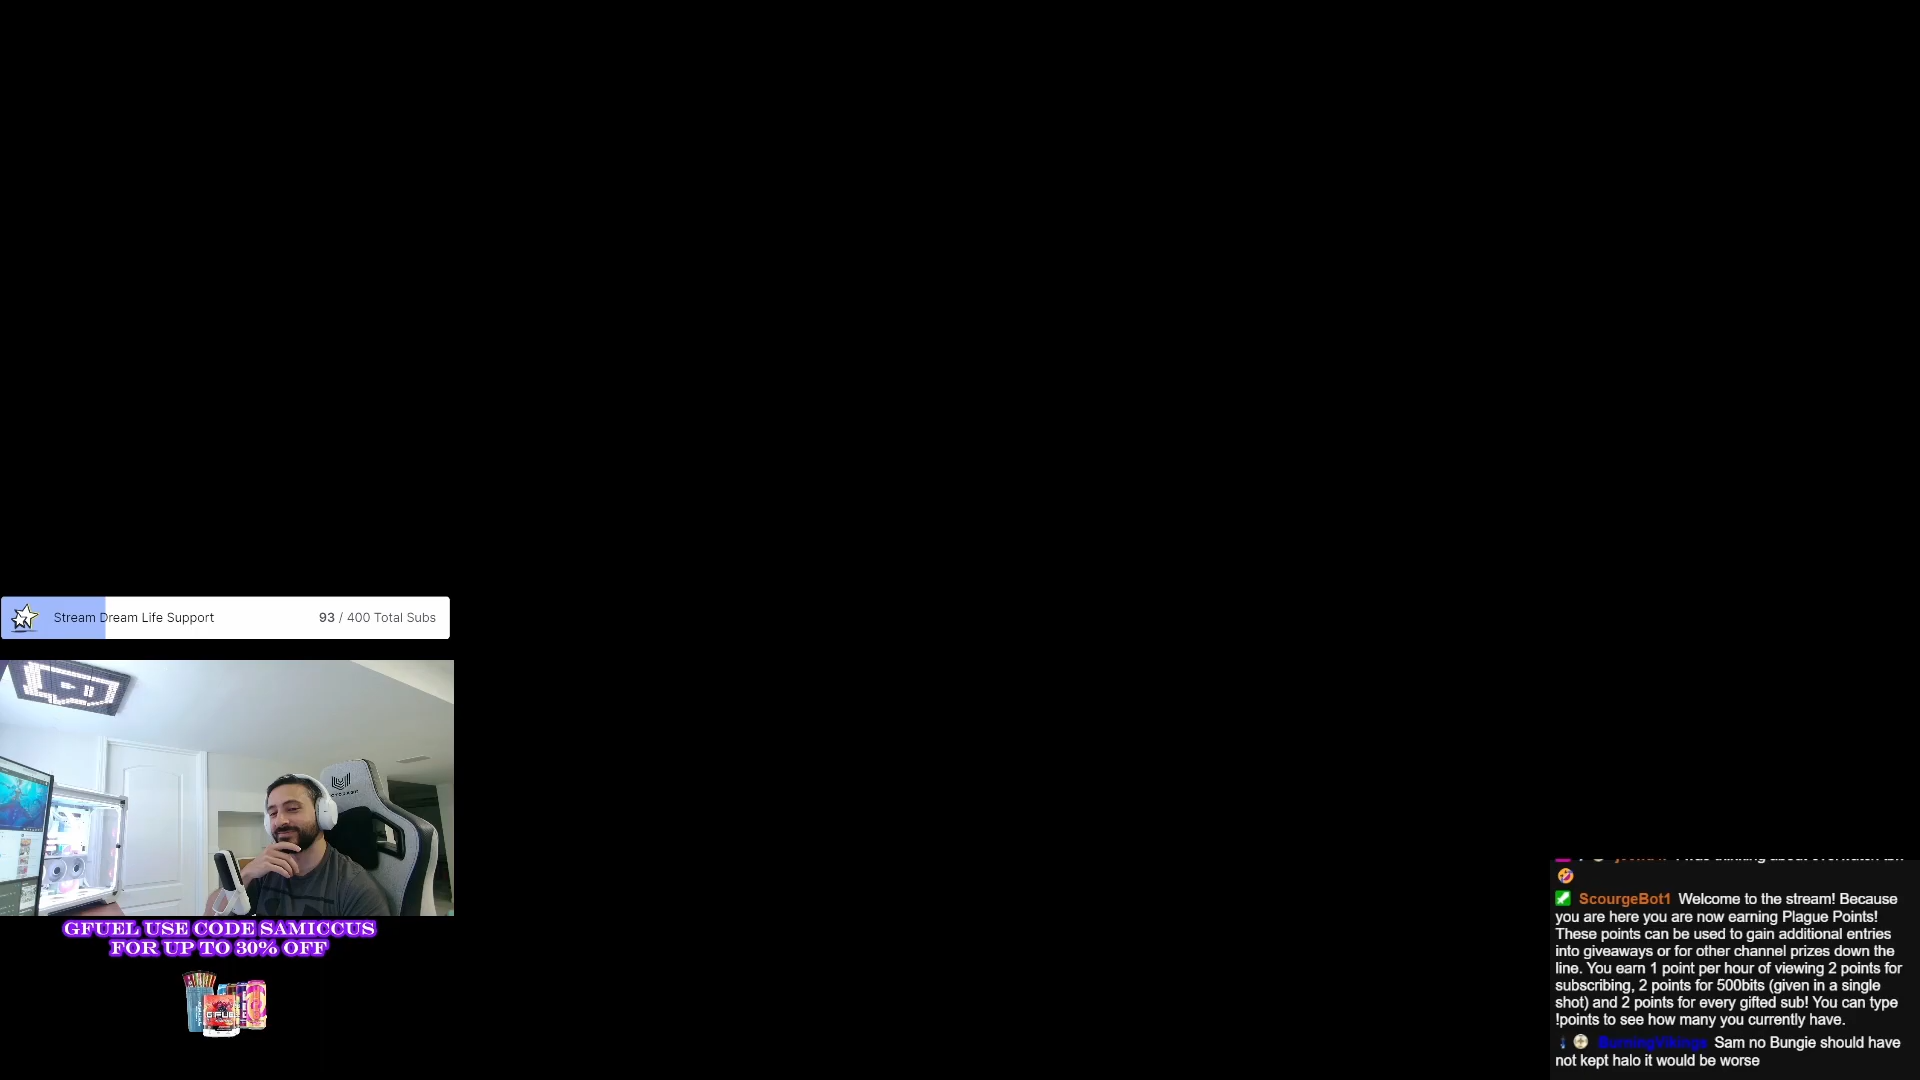 Stream Dream Life Support 93 / 400 Total Subs
GFUEL USE CODE SAMICCUS
FOR UP TO 30% OFF
G FUEL
ScourgeBot1 Welcome to the stream! Because
you are here you are now earning Plague Points!
These points can be used to gain additional entries
into giveaways or for other channel prizes down the
line. You earn 1 point per hour of viewing 2 points for
subscribing, 2 points for 500bits (given in a single
shot) and 2 points for every gifted sub! You can type
!points to see how many you currently have.
BurningVikings Sam no Bungie should have
not kept halo it would be worse